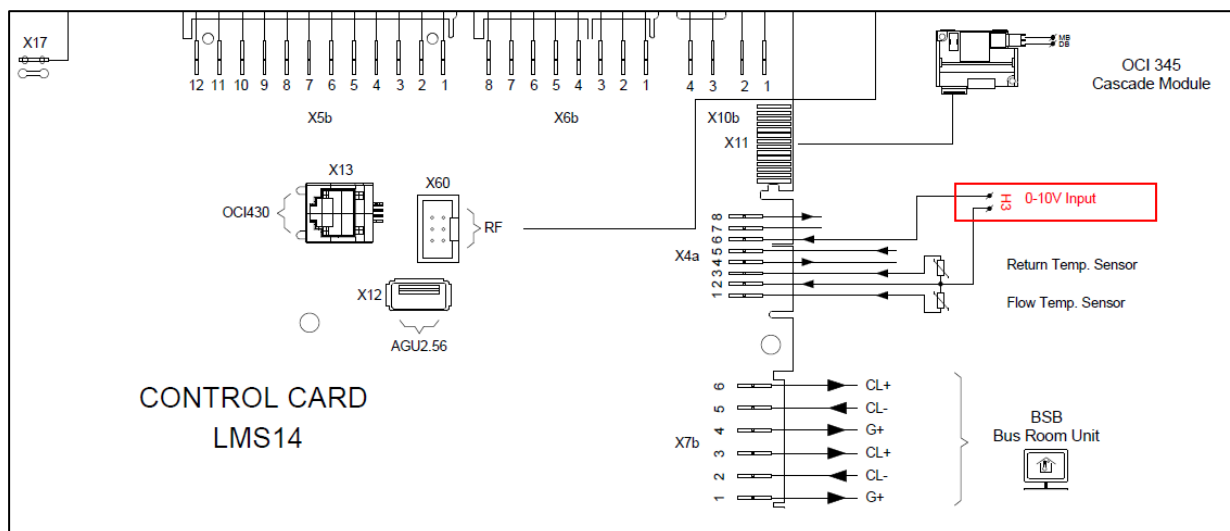 X17
MB
DB
OCI 345
Cascade Module
12 11 10 9 8 7 6 5 4 3 2 1
8 7 6 5 4 3 2 1
4 3 2 1
X5b
X6b
X10b
X11
X13
OCI430
X60
RF
X12
AGU2.56
H3
0-10V Input
8
7
6
5
4
3
2
1
X4a
Return Temp. Sensor
Flow Temp. Sensor
CONTROL CARD
LMS14
X7b
6 CL+
5 CL-
4 G+
3 CL+
2 CL-
1 G+
BSB
Bus Room Unit